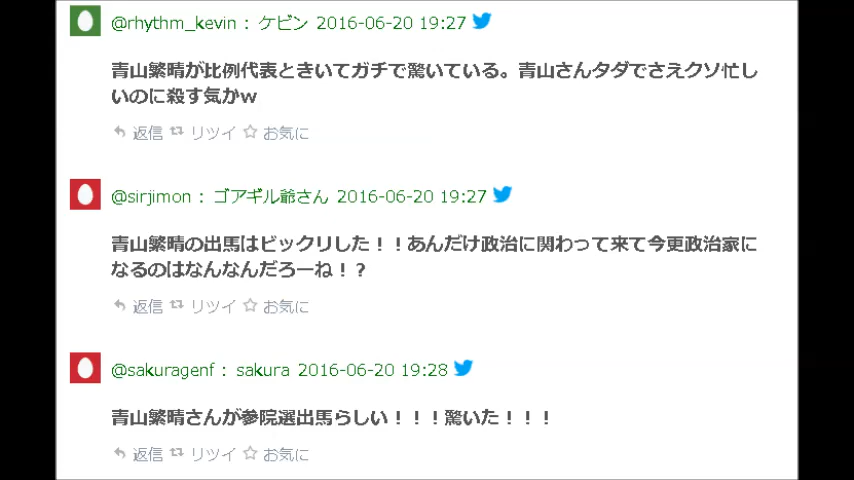 @rhythm_kevin : ケビン 2016-06-20 19:27
青山繁晴が比例代表ときいてガチで驚いている。青山さんタダでさえクソ忙し
いのに殺す気かw
返信 リツイ お気に
@sirjimon : ゴアギル爺さん 2016-06-20 19:27
青山繁晴の出馬はビックリした！！あんだけ政治に関わって来て今更政治家に
なるのはなんなんだろーね！？
返信 リツイ お気に
@sakuragenf : sakura 2016-06-20 19:28
青山繁晴さんが参院選出馬らしい！！！驚いた！！！
返信 リツイ お気に